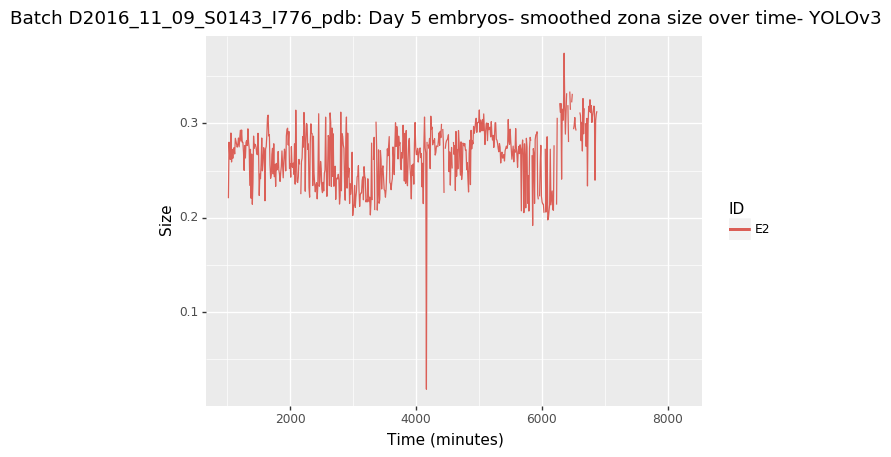 Batch D2016_11_09_S0143_I776_pdb: Day 5 embryos- smoothed zona size over time- YOLOv3
0.3
0.2
0.1
Size
2000 4000 6000 8000
Time (minutes)
ID
E2